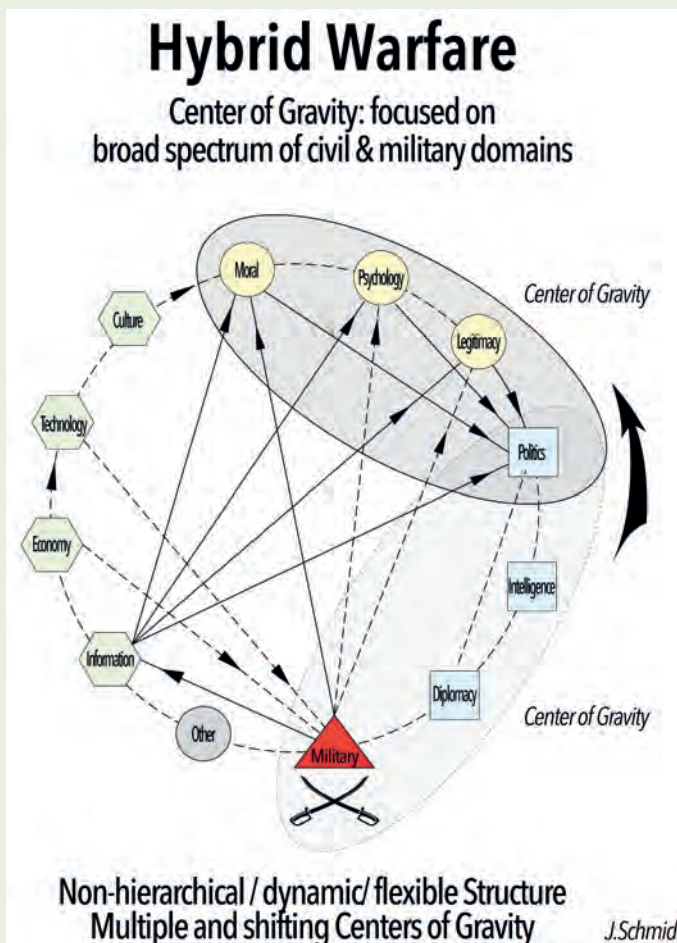 Hybrid Warfare
Center of Gravity: focused on
broad spectrum of civil & military domains
Moral
Psychology
Center of Gravity
Culture
Legitimacy
Technology
Politics
Economy
Intelligence
Information
Diplomacy
Center of Gravity
Other
Military
Non-hierarchical / dynamic/ flexible Structure
Multiple and shifting Centers of Gravity
J.Schmid